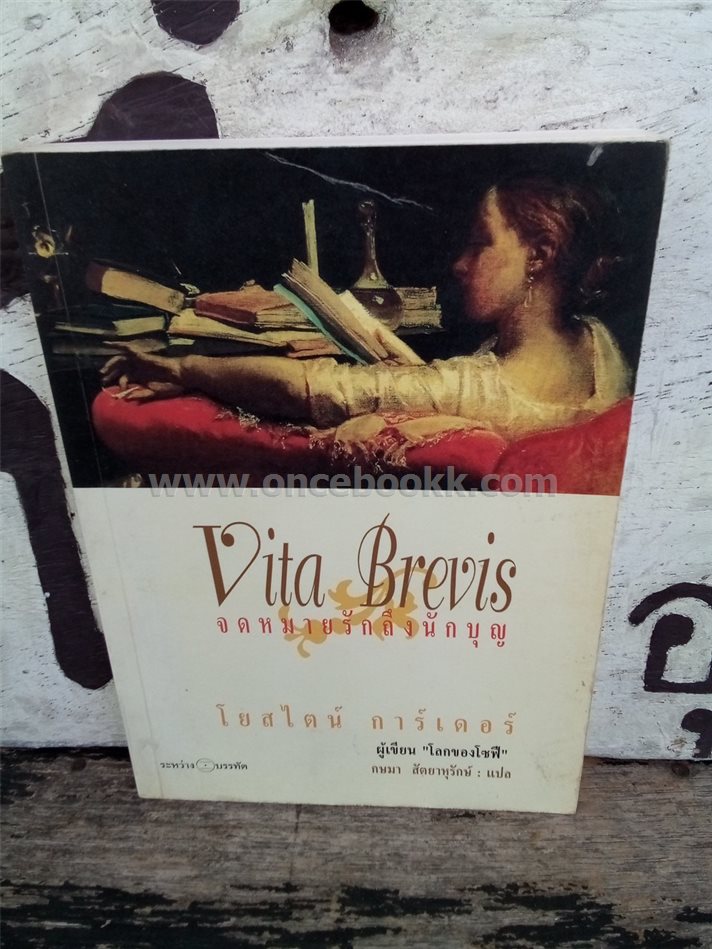 www.oncebookk.com
Vita Brevis
จดหมายรักถึงนักบุญ
โยสไตน์ การ์เดอร์
ผู้เขียน "โลกของโซฟี"
ระหว่าง บรรทัด
กษมา สัตยาหุรักษ์ : แปล